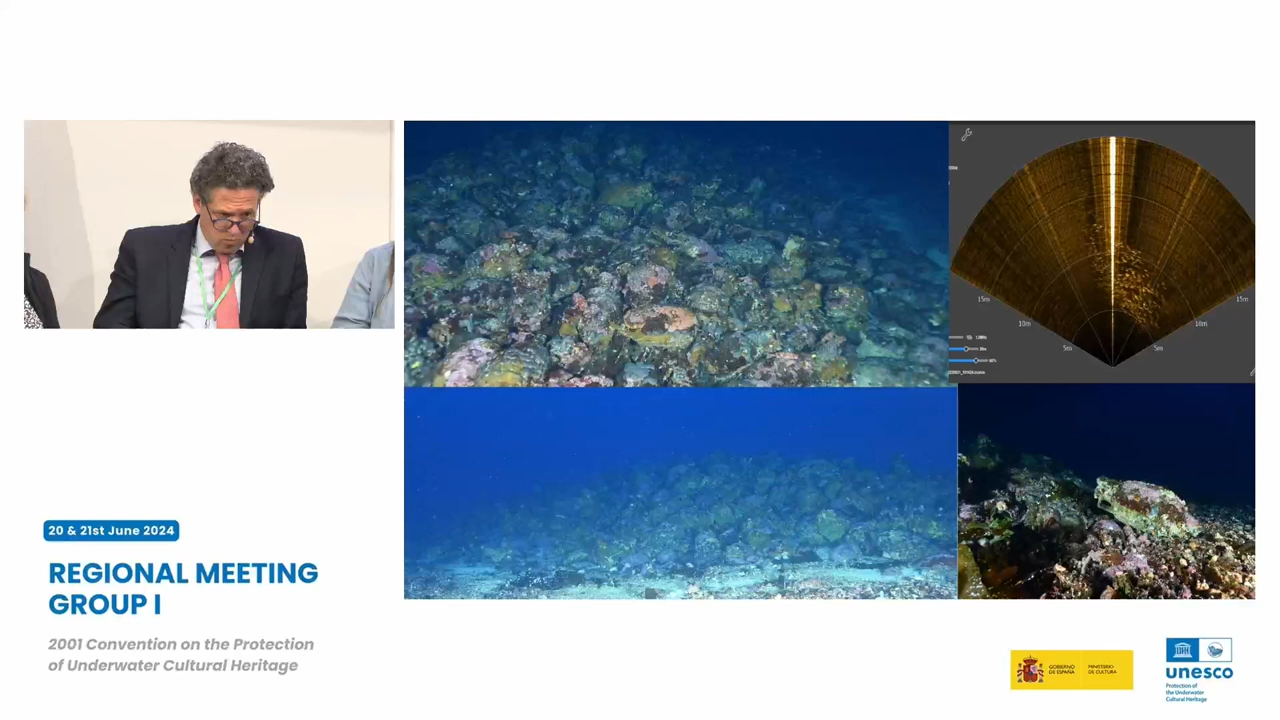 15m
15m
10m
10m
5m
5m
20 & 21st June 2024
REGIONAL MEETING
GROUP I
2001 Convention on the Protection
of Underwater Cultural Heritage
GOBIERNO
DE ESPAÑA
MINISTERIO
DE CULTURA
unesco
Protection of
the Underwater
Cultural Heritage